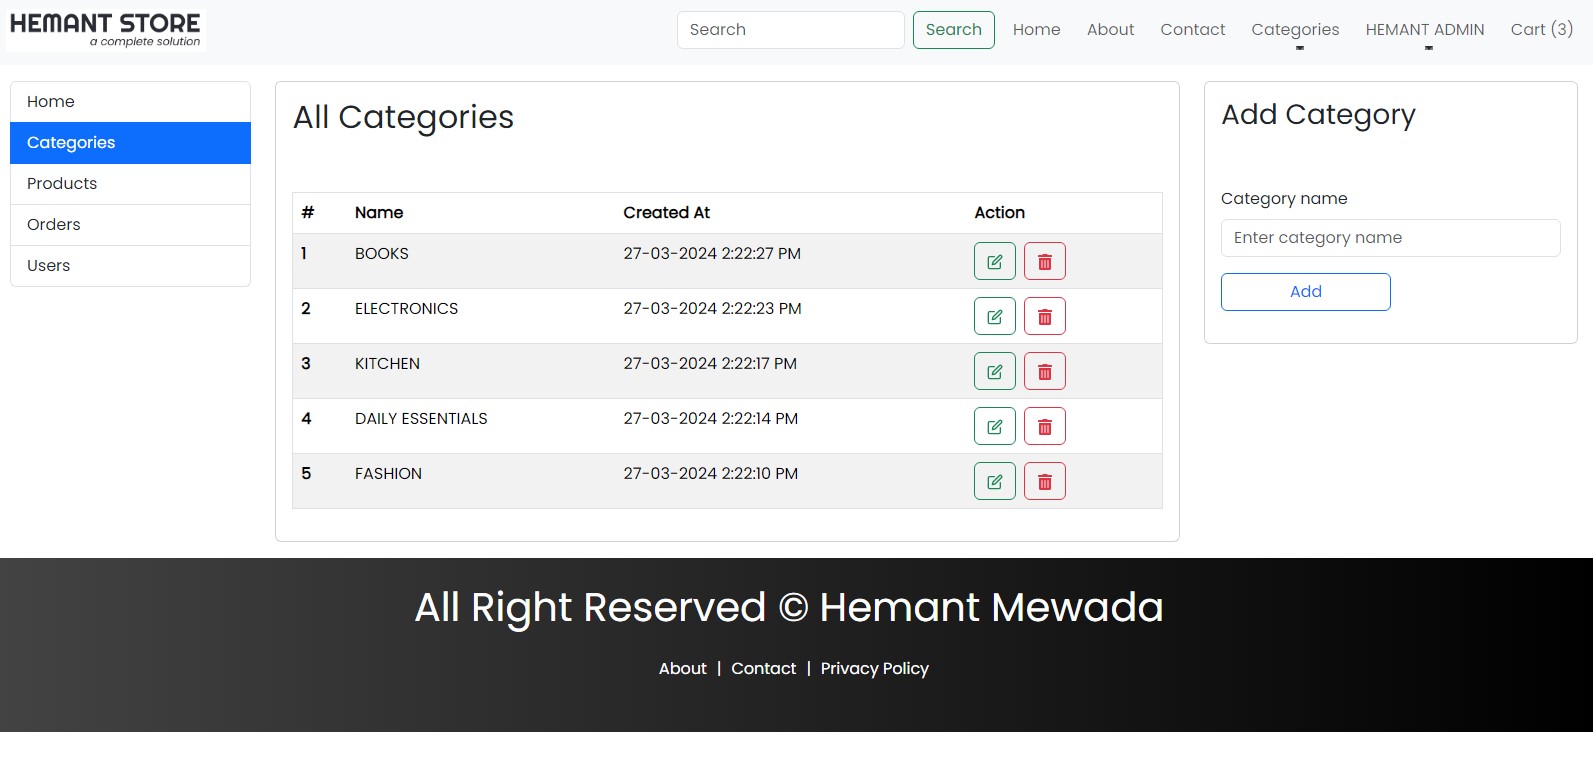 HEMANT STORE
a complete solution
Search Search Home About Contact Categories HEMANT ADMIN Cart (3)
Home
Categories
Products
Orders
Users
All Categories
# Name Created At Action
1 BOOKS 27-03-2024 2:22:27 PM
2 ELECTRONICS 27-03-2024 2:22:23 PM
3 KITCHEN 27-03-2024 2:22:17 PM
4 DAILY ESSENTIALS 27-03-2024 2:22:14 PM
5 FASHION 27-03-2024 2:22:10 PM
Add Category
Category name
Enter category name
Add
All Right Reserved © Hemant Mewada
About | Contact | Privacy Policy